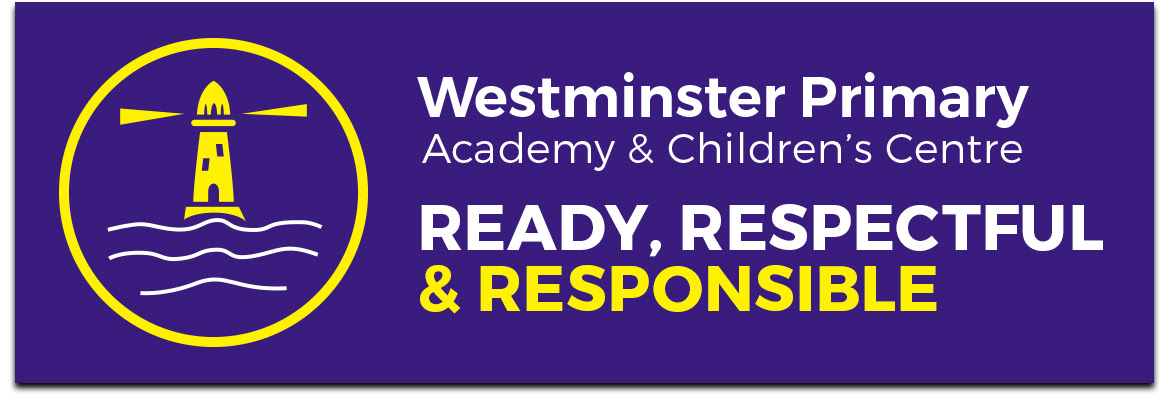 Westminster Primary
Academy & Children’s Centre
READY, RESPECTFUL
& RESPONSIBLE